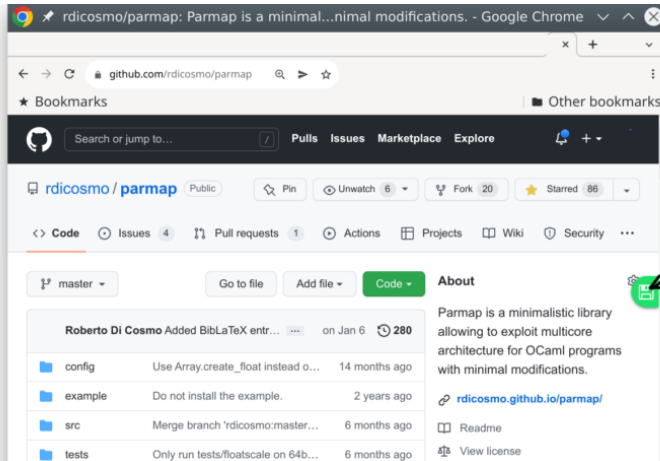 rdicosmo/parmap: Parmap is a minimal...nimal modifications. - Google Chrome
github.com/rdicosmo/parmap
Bookmarks
Other bookmarks
Search or jump to...
/
Pulls Issues Marketplace Explore
rdicosmo / parmap Public
Pin
Unwatch 6
Fork 20
Starred 86
Code
Issues 4
Pull requests 1
Actions
Projects
Wiki
Security
master
Go to file
Add file
Code
About
Roberto Di Cosmo Added BibLaTeX entr... on Jan 6 280
config Use Array.create_float instead o... 14 months ago
example Do not install the example. 2 years ago
src Merge branch 'rdicosmo:master... 6 months ago
tests Only run tests/floatscale on 64b... 6 months ago
Parmap is a minimalistic library
allowing to exploit multicore
architecture for OCaml programs
with minimal modifications.
rdicosmo.github.io/parmap/
Readme
View license